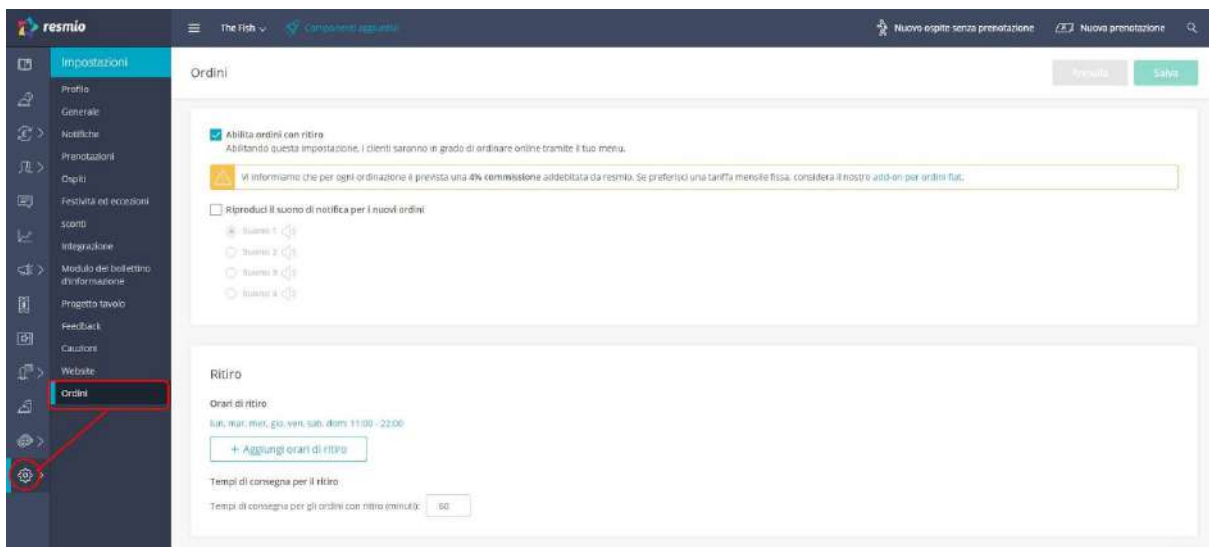 resmio
The Fish
Componenti aggiuntivi
Nuovo ospite senza prenotazione
Nuova prenotazione
Impostazioni
Profilo
Generale
Notifiche
Prenotazioni
Ospiti
Festività ed eccezioni
sconti
Integrazione
Modulo del bollettino
d'informazione
Progetto tavolo
Feedback
Cauzioni
Website
Ordini
Ordini
Annulla
Salva
Abilita ordini con ritiro
Abilitando questa impostazione, i clienti saranno in grado di ordinare online tramite il tuo menu.
Vi informiamo che per ogni ordinazione è prevista una 4% commissione addebitata da resmio. Se preferisci una tariffa mensile fissa, considera il nostro add-on per ordini flat.
Riproduci il suono di notifica per i nuovi ordini
Suono 1
Suono 2
Suono 3
Suono 4
Ritiro
Orari di ritiro
lun, mar, mer, gio, ven, sab, dom: 11:00 - 22:00
+ Aggiungi orari di ritiro
Tempi di consegna per il ritiro
Tempi di consegna per gli ordini con ritiro (minuti): 60